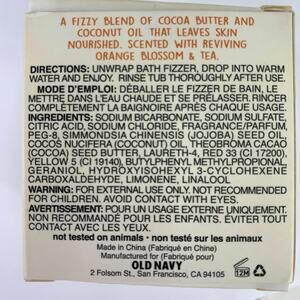 A FIZZY BLEND OF COCOA BUTTER AND
COCONUT OIL THAT LEAVES SKIN
NOURISHED. SCENTED WITH REVIVING
ORANGE BLOSSOM & TEA.
DIRECTIONS: UNWRAP BATH FIZZER, DROP INTO WARM
WATER AND ENJOY. RINSE TUB THOROUGHLY AFTER USE.
MODE D'EMPLOI: DÉBALLER LE FIZZER DE BAIN, LE
METTRE DANS L'EAU CHAUDE ET SE PRÉLASSER. RINCER
COMPLÈTEMENT LA BAIGNOIRE APRÈS CHAQUE USAGE.
INGREDIENTS: SODIUM BICARBONATE, SODIUM SULFATE,
CITRIC ACID, SODIUM CHLORIDE, FRAGRANCE/PARFUM,
PEG-8, SIMMONDSIA CHINENSIS (JOJOBA) SEED OIL,
COCOS NUCIFERA (COCONUT) OIL, THEOBROMA CACAO
(COCOA) SEED BUTTER, LAURETH-4, RED 33 (CI 17200),
YELLOW 5 (CI 19140), BUTYLPHENYL METHYLPROPIONAL,
GERANIOL, HYDROXYISOHEXYL 3-CYCLOHEXENE
CARBOXALDEHYDE, LIMONENE, LINALOOL
WARNING: FOR EXTERNAL USE ONLY. NOT RECOMMENDED
FOR CHILDREN. AVOID CONTACT WITH EYES.
AVERTISSEMENT: POUR UN USAGE EXTERNE UNIQUEMENT.
NON RECOMMANDÉ POUR LES ENFANTS. ÉVITER TOUT
CONTACT AVEC LES YEUX.
not tested on animals • non testé sur les animaux
Made in China (Fabriqué en Chine)
Manufactured for (Fabriqué pour)
OLD NAVY
2 Folsom St., San Francisco, CA 94105
12M